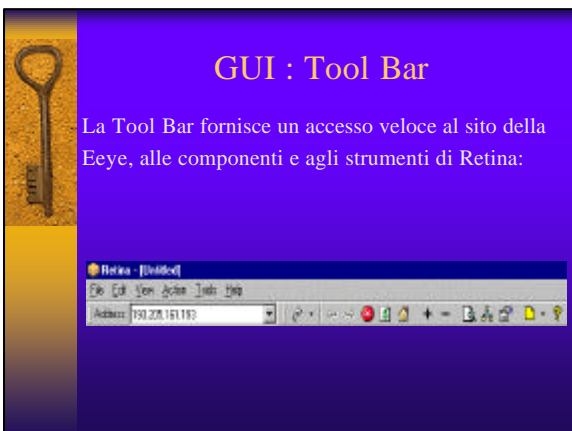 GUI : Tool Bar
La Tool Bar fornisce un accesso veloce al sito della
Eeye, alle componenti e agli strumenti di Retina:
Retina - [Untitled]
File Edit View Action Tools Help
Address